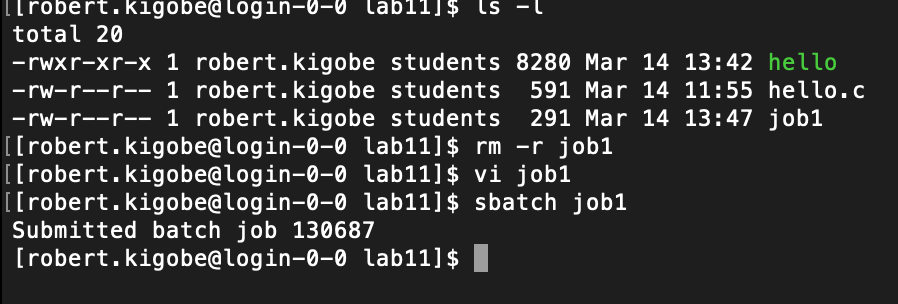 [[robert.kigobe@login-0-0 lab11]$ ls -l
total 20
-rwxr-xr-x 1 robert.kigobe students 8280 Mar 14 13:42 hello
-rw-r--r-- 1 robert.kigobe students  591 Mar 14 11:55 hello.c
-rw-r--r-- 1 robert.kigobe students  291 Mar 14 13:47 job1
[[robert.kigobe@login-0-0 lab11]$ rm -r job1
[[robert.kigobe@login-0-0 lab11]$ vi job1
[[robert.kigobe@login-0-0 lab11]$ sbatch job1
Submitted batch job 130687
[robert.kigobe@login-0-0 lab11]$